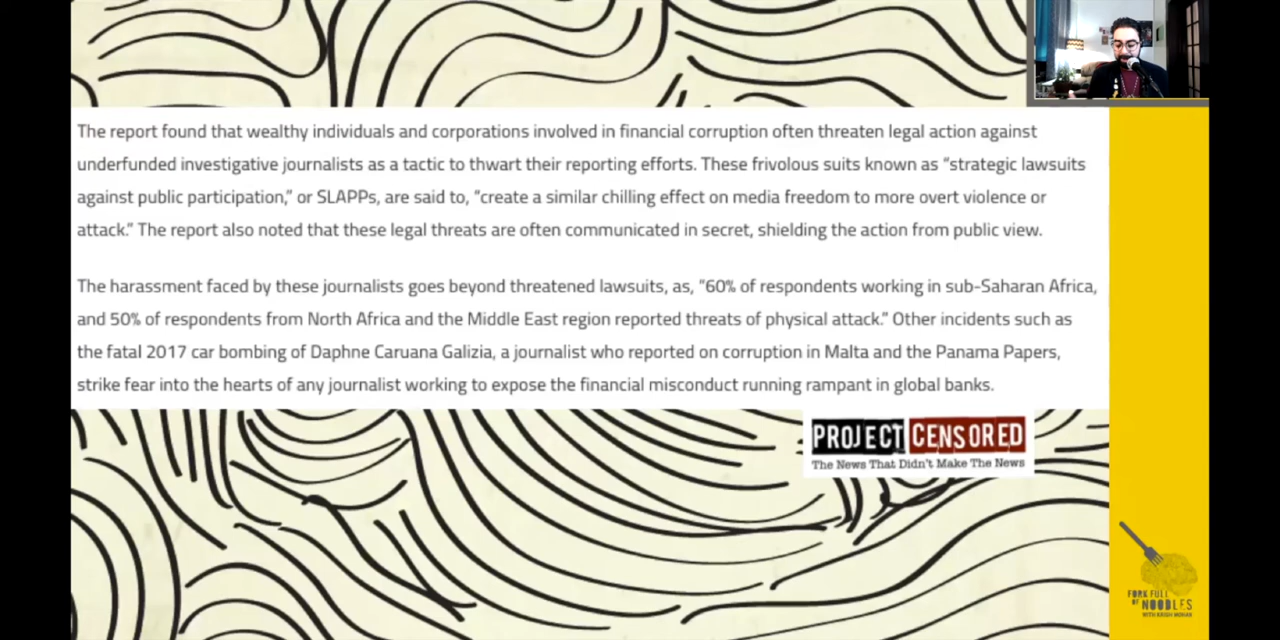 The report found that wealthy individuals and corporations involved in financial corruption often threaten legal action against
underfunded investigative journalists as a tactic to thwart their reporting efforts. These frivolous suits known as “strategic lawsuits
against public participation,” or SLAPPs, are said to, “create a similar chilling effect on media freedom to more overt violence or
attack.” The report also noted that these legal threats are often communicated in secret, shielding the action from public view.
The harassment faced by these journalists goes beyond threatened lawsuits, as, “60% of respondents working in sub-Saharan Africa,
and 50% of respondents from North Africa and the Middle East region reported threats of physical attack.” Other incidents such as
the fatal 2017 car bombing of Daphne Caruana Galizia, a journalist who reported on corruption in Malta and the Panama Papers,
strike fear into the hearts of any journalist working to expose the financial misconduct running rampant in global banks.
PROJECT CENSORED
The News That Didn't Make The News
FORK FULL
OF NOODLES
WITH KRISH MOHAN